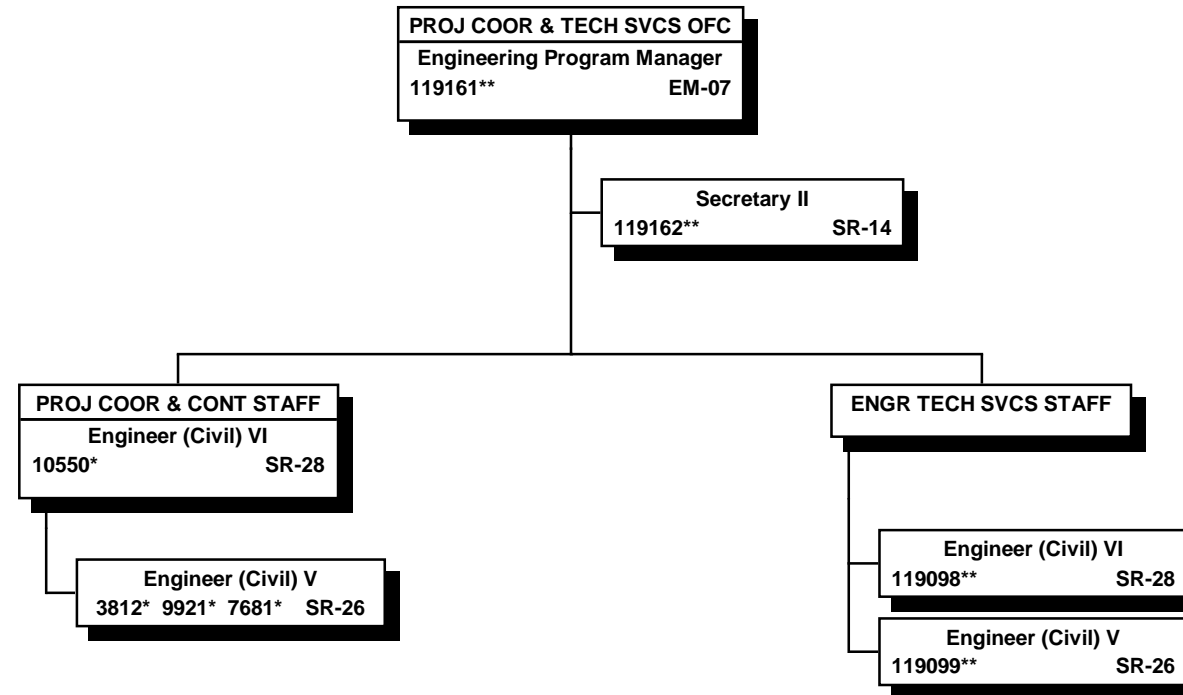 PROJ COOR & TECH SVCS OFC
Engineering Program Manager
119161** EM-07
Secretary II
119162** SR-14
PROJ COOR & CONT STAFF
Engineer (Civil) VI
10550* SR-28
Engineer (Civil) V
3812* 9921* 7681* SR-26
ENGR TECH SVCS STAFF
Engineer (Civil) VI
119098** SR-28
Engineer (Civil) V
119099** SR-26